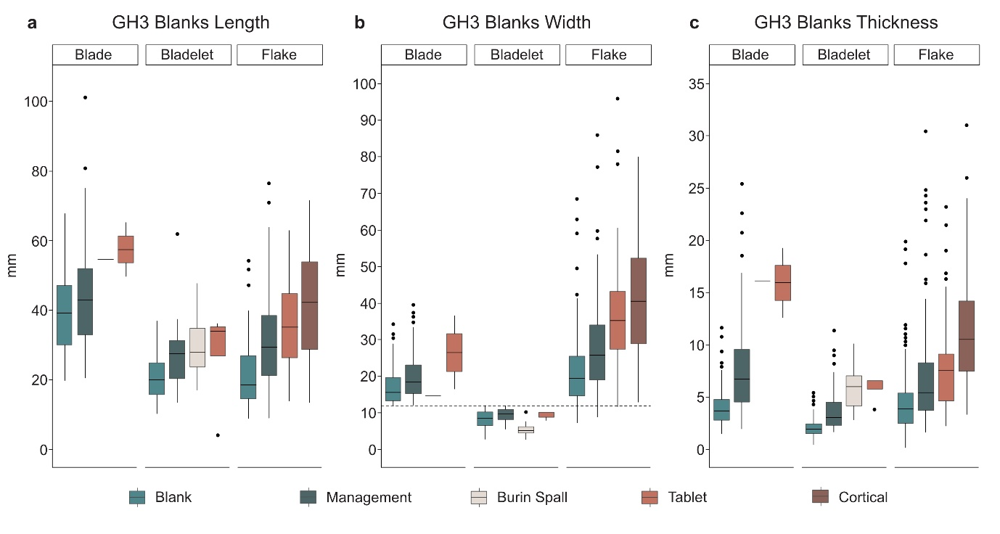 a GH3 Blanks Length
Blade Bladelet Flake
100
80
60
40
20
0
mm
b GH3 Blanks Width
Blade Bladelet Flake
100
90
80
70
60
50
40
30
20
10
0
mm
c GH3 Blanks Thickness
Blade Bladelet Flake
35
30
25
20
15
10
5
0
mm
Blank Management Burin Spall Tablet Cortical